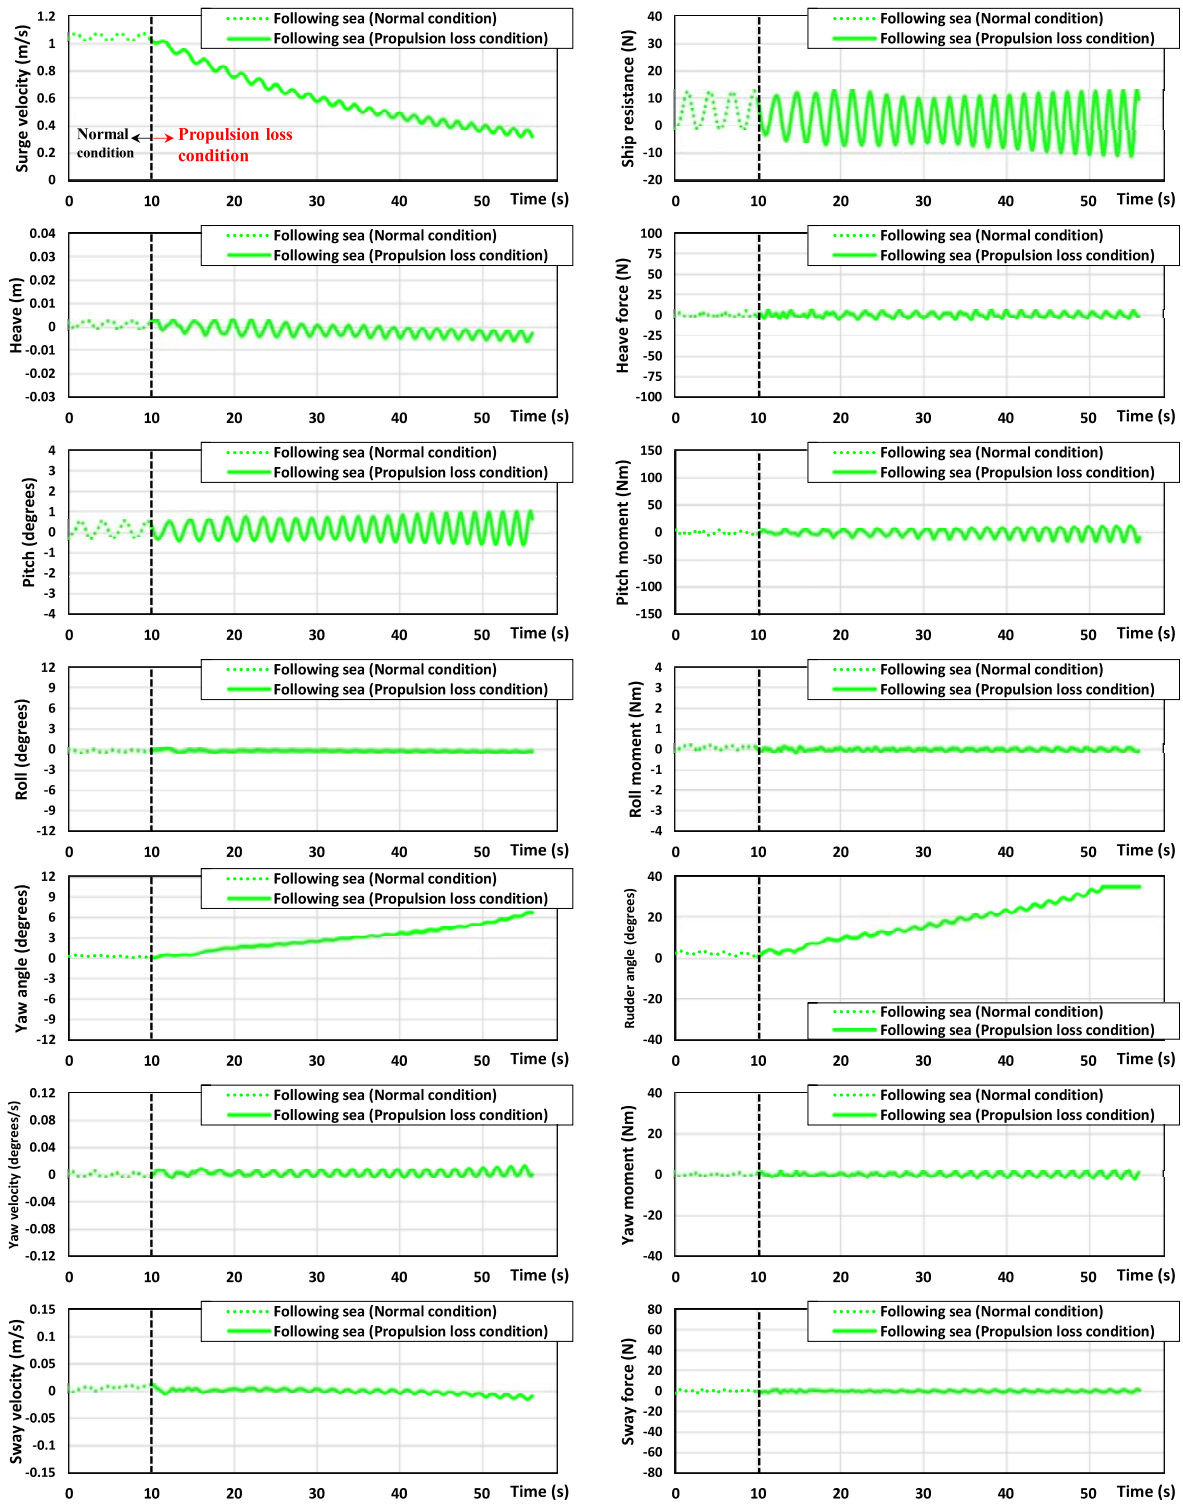 Surge velocity (m/s)
1.2
1
0.8
0.6
0.4
0.2
0
Following sea (Normal condition)
Following sea (Propulsion loss condition)
Normal
condition
Propulsion loss
condition
0 10 20 30 40 50 Time (s)
Ship resistance (N)
40
30
20
10
0
-10
-20
Following sea (Normal condition)
Following sea (Propulsion loss condition)
0 10 20 30 40 50 Time (s)
Heave (m)
0.04
0.03
0.02
0.01
0
-0.01
-0.02
-0.03
Following sea (Normal condition)
Following sea (Propulsion loss condition)
0 10 20 30 40 50 Time (s)
Heave force (N)
100
75
50
25
0
-25
-50
-75
-100
Following sea (Normal condition)
Following sea (Propulsion loss condition)
0 10 20 30 40 50 Time (s)
Pitch (degrees)
4
3
2
1
0
-1
-2
-3
-4
Following sea (Normal condition)
Following sea (Propulsion loss condition)
0 10 20 30 40 50 Time (s)
Pitch moment (Nm)
150
100
50
0
-50
-100
-150
Following sea (Normal condition)
Following sea (Propulsion loss condition)
0 10 20 30 40 50 Time (s)
Roll (degrees)
12
9
6
3
0
-3
-6
-9
-12
Following sea (Normal condition)
Following sea (Propulsion loss condition)
0 10 20 30 40 50 Time (s)
Roll moment (Nm)
4
3
2
1
0
-1
-2
-3
-4
Following sea (Normal condition)
Following sea (Propulsion loss condition)
0 10 20 30 40 50 Time (s)
Yaw angle (degrees)
12
9
6
3
0
-3
-6
-9
-12
Following sea (Normal condition)
Following sea (Propulsion loss condition)
0 10 20 30 40 50 Time (s)
Rudder angle (degrees)
40
20
0
-20
-40
Following sea (Normal condition)
Following sea (Propulsion loss condition)
0 10 20 30 40 50 Time (s)
Yaw velocity (degrees/s)
0.12
0.08
0.04
0
-0.04
-0.08
-0.12
Following sea (Normal condition)
Following sea (Propulsion loss condition)
0 10 20 30 40 50 Time (s)
Yaw moment (Nm)
40
20
0
-20
-40
Following sea (Normal condition)
Following sea (Propulsion loss condition)
0 10 20 30 40 50 Time (s)
Sway velocity (m/s)
0.15
0.1
0.05
0
-0.05
-0.1
-0.15
Following sea (Normal condition)
Following sea (Propulsion loss condition)
0 10 20 30 40 50 Time (s)
Sway force (N)
80
60
40
20
0
-20
-40
-60
-80
Following sea (Normal condition)
Following sea (Propulsion loss condition)
0 10 20 30 40 50 Time (s)